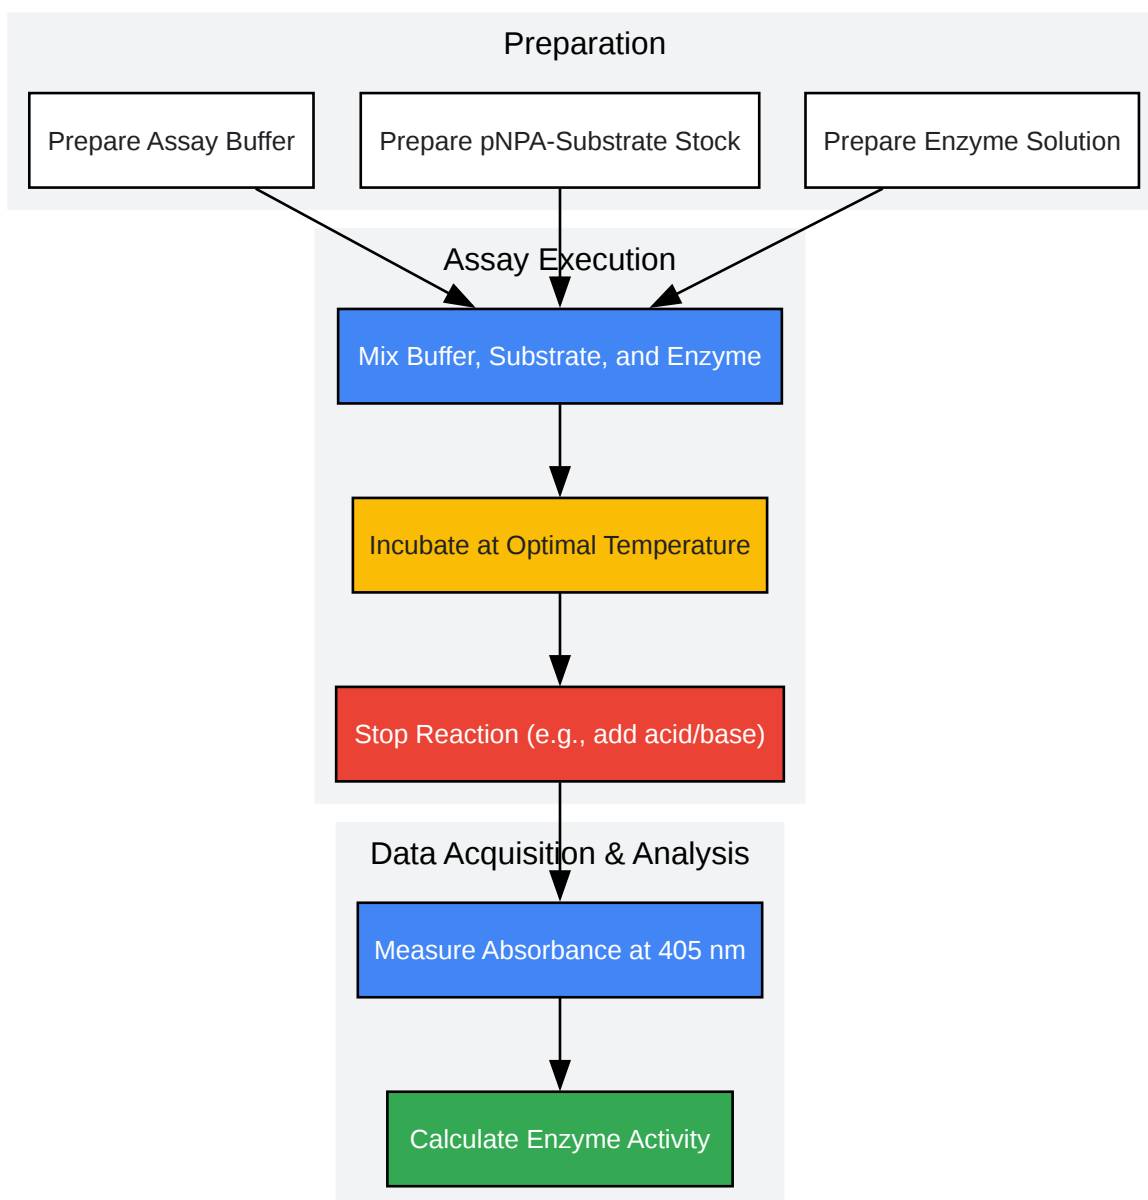 Preparation
Prepare Assay Buffer
Prepare pNPA-Substrate Stock
Prepare Enzyme Solution
Assay Execution
Mix Buffer, Substrate, and Enzyme
Incubate at Optimal Temperature
Stop Reaction (e.g., add acid/base)
Data Acquisition & Analysis
Measure Absorbance at 405 nm
Calculate Enzyme Activity